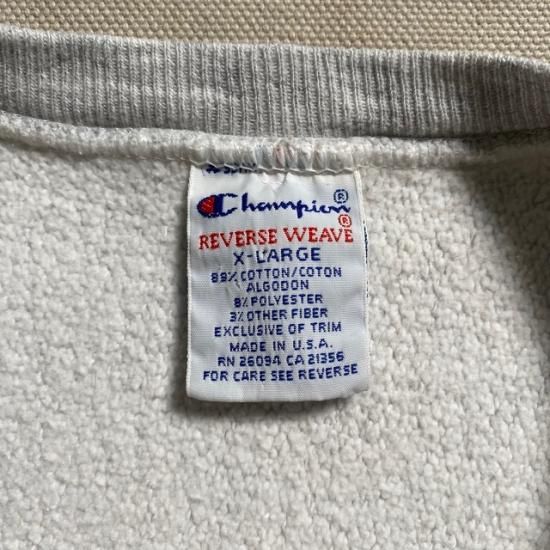 Champion®
REVERSE WEAVE®
X-LARGE
89% COTTON/COTON
ALGODON
8% POLYESTER
3% OTHER FIBER
EXCLUSIVE OF TRIM
MADE IN U.S.A.
RN 26094 CA 21356
FOR CARE SEE REVERSE